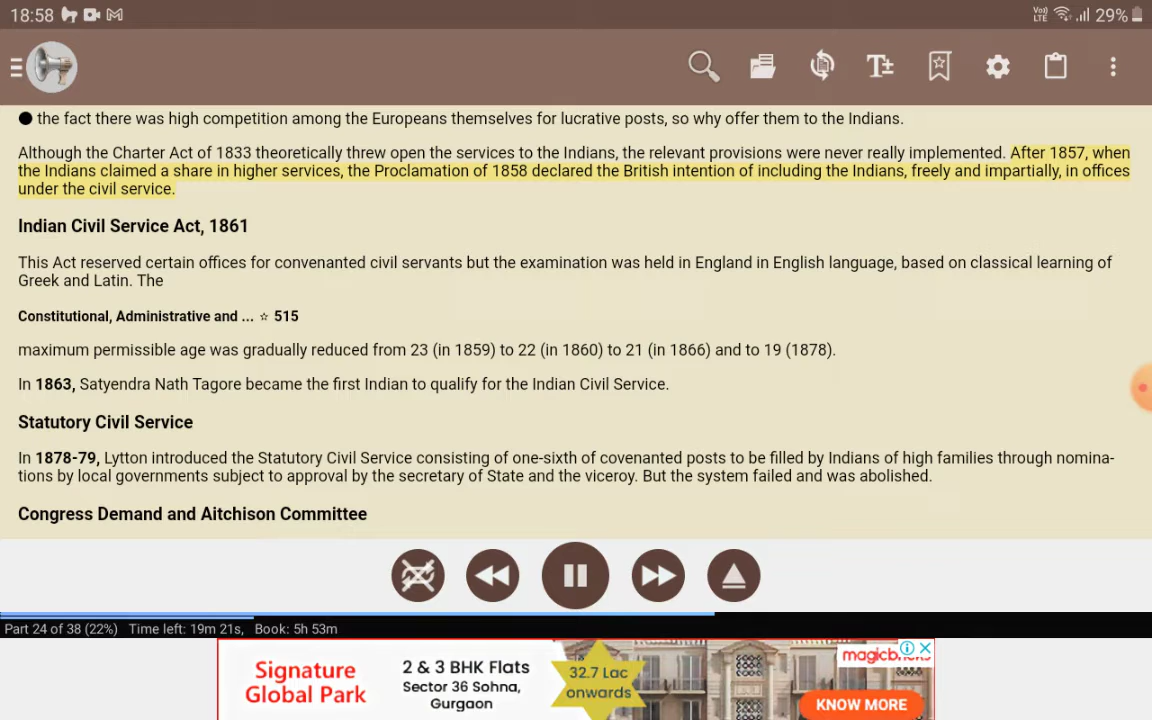 18:58
Vo)) LTE 29%
T±
● the fact there was high competition among the Europeans themselves for lucrative posts, so why offer them to the Indians.
Although the Charter Act of 1833 theoretically threw open the services to the Indians, the relevant provisions were never really implemented. After 1857, when
the Indians claimed a share in higher services, the Proclamation of 1858 declared the British intention of including the Indians, freely and impartially, in offices
under the civil service.
Indian Civil Service Act, 1861
This Act reserved certain offices for convenanted civil servants but the examination was held in England in English language, based on classical learning of
Greek and Latin. The
Constitutional, Administrative and ... ☆ 515
maximum permissible age was gradually reduced from 23 (in 1859) to 22 (in 1860) to 21 (in 1866) and to 19 (1878).
In 1863, Satyendra Nath Tagore became the first Indian to qualify for the Indian Civil Service.
Statutory Civil Service
In 1878-79, Lytton introduced the Statutory Civil Service consisting of one-sixth of covenanted posts to be filled by Indians of high families through nomina-
tions by local governments subject to approval by the secretary of State and the viceroy. But the system failed and was abolished.
Congress Demand and Aitchison Committee
Part 24 of 38 (22%) Time left: 19m 21s, Book: 5h 53m
Signature
Global Park
2 & 3 BHK Flats
Sector 36 Sohna,
Gurgaon
32.7 Lac
onwards
KNOW MORE